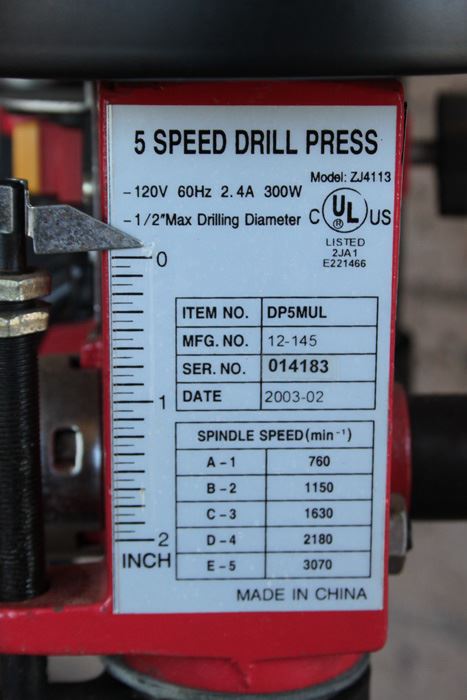 5 SPEED DRILL PRESS
Model: ZJ4113
- 120V 60Hz 2.4A 300W
- 1/2"Max Drilling Diameter C UL ® US
LISTED
2JA1
E221466
0
ITEM NO. DP5MUL
MFG. NO. 12-145
SER. NO. 014183
DATE 2003-02
1
SPINDLE SPEED(min⁻¹)
A - 1 760
B - 2 1150
C - 3 1630
D - 4 2180
E - 5 3070
2
INCH
MADE IN CHINA